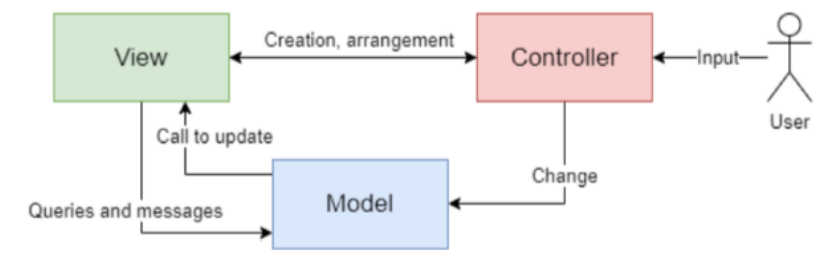 View
Creation, arrangement
Controller
Input
User
Call to update
Change
Model
Queries and messages